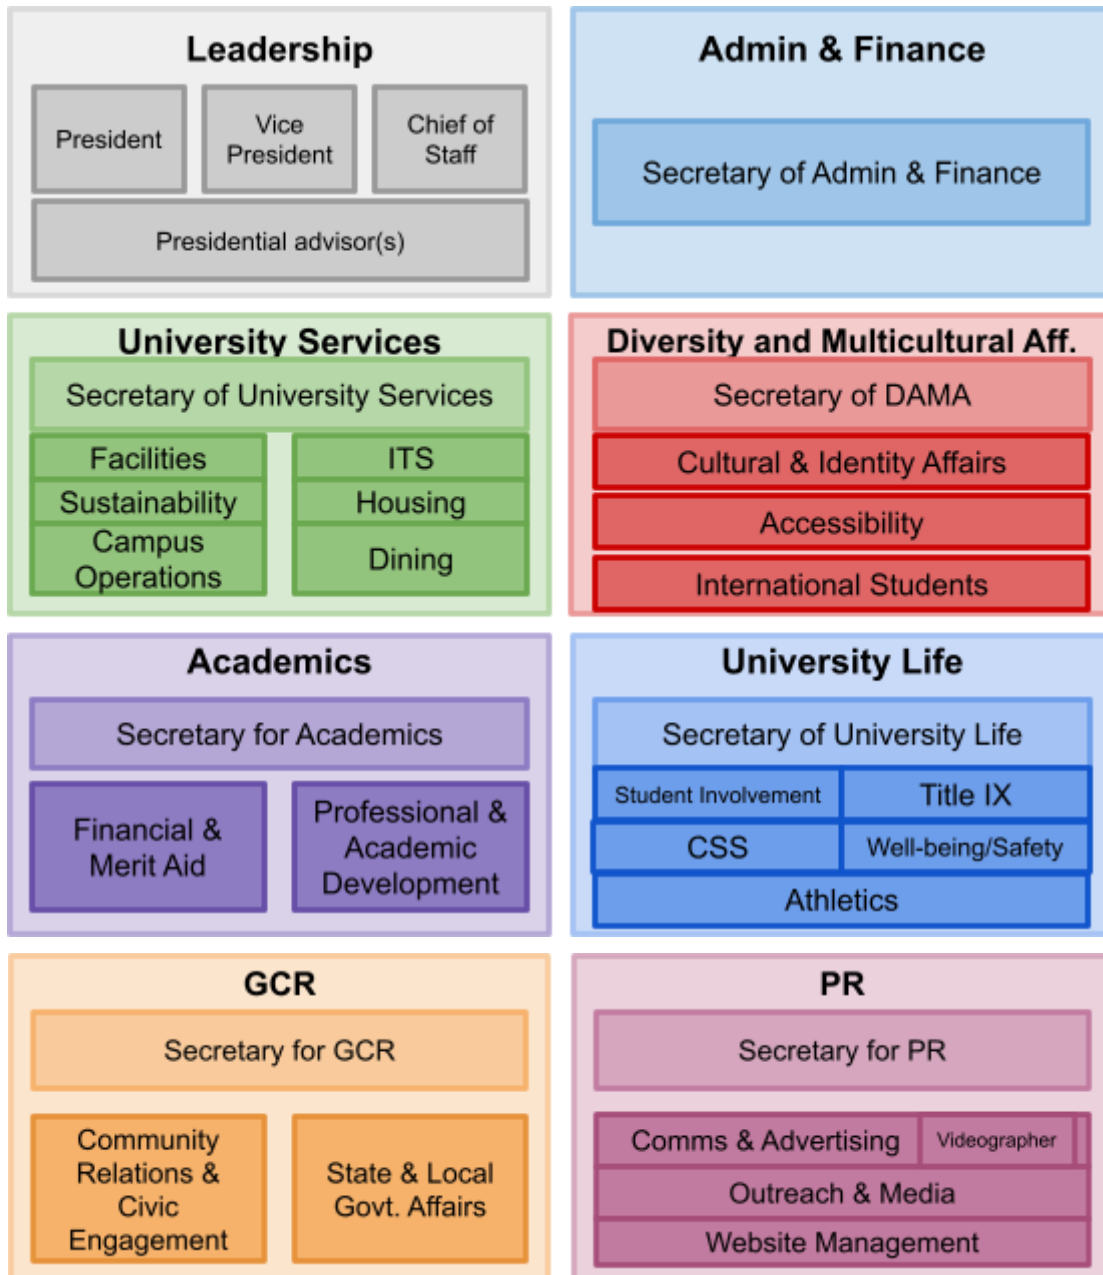 Leadership
President
Vice
President
Chief of
Staff
Presidential advisor(s)
Admin & Finance
Secretary of Admin & Finance
University Services
Secretary of University Services
Facilities
ITS
Sustainability
Housing
Campus
Operations
Dining
Diversity and Multicultural Aff.
Secretary of DAMA
Cultural & Identity Affairs
Accessibility
International Students
Academics
Secretary for Academics
Financial &
Merit Aid
Professional &
Academic
Development
University Life
Secretary of University Life
Student Involvement
Title IX
CSS
Well-being/Safety
Athletics
GCR
Secretary for GCR
Community
Relations &
Civic
Engagement
State & Local
Govt. Affairs
PR
Secretary for PR
Comms & Advertising
Videographer
Outreach & Media
Website Management